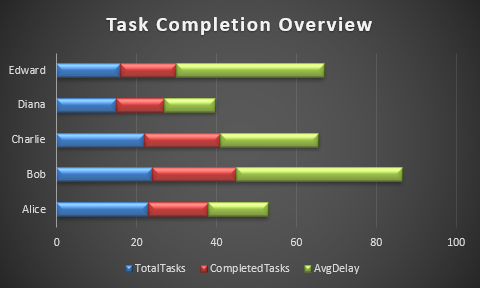 Task Completion Overview
Edward
Diana
Charlie
Bob
Alice
0 20 40 60 80 100
TotalTasks CompletedTasks AvgDelay